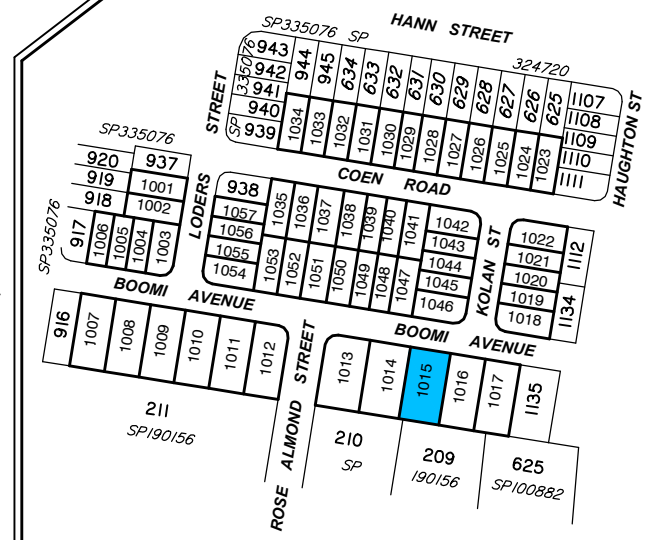 HANN STREET
SP335076 SP 324720
943 944 945 634 633 632 631 630 629 628 627 626 625 1107
335076
942 1108
941 1109
940 1110
SP 939 1111
1034 1033 1032 1031 1030 1029 1028 1027 1026 1025 1024 1023
STREET
HAUGHTON ST
COEN ROAD
SP335076
920 937
919 1001
918 1002
917 1006 1005 1004 1003
SP335076
LODERS
938 1035 1036 1037 1038 1039 1040 1041 1042
1057 1043
1056 1044
1055 1045
1054 1053 1052 1051 1050 1049 1048 1047 1046
KOLAN ST
1022 1112
1021
1020
1019 1134
1018
BOOMI AVENUE
BOOMI AVENUE
916 1007 1008 1009 1010 1011 1012
ROSE ALMOND STREET
1013 1014 1015 1016 1017 1135
211
SP190156
210
SP
209
190156
625
SP100882